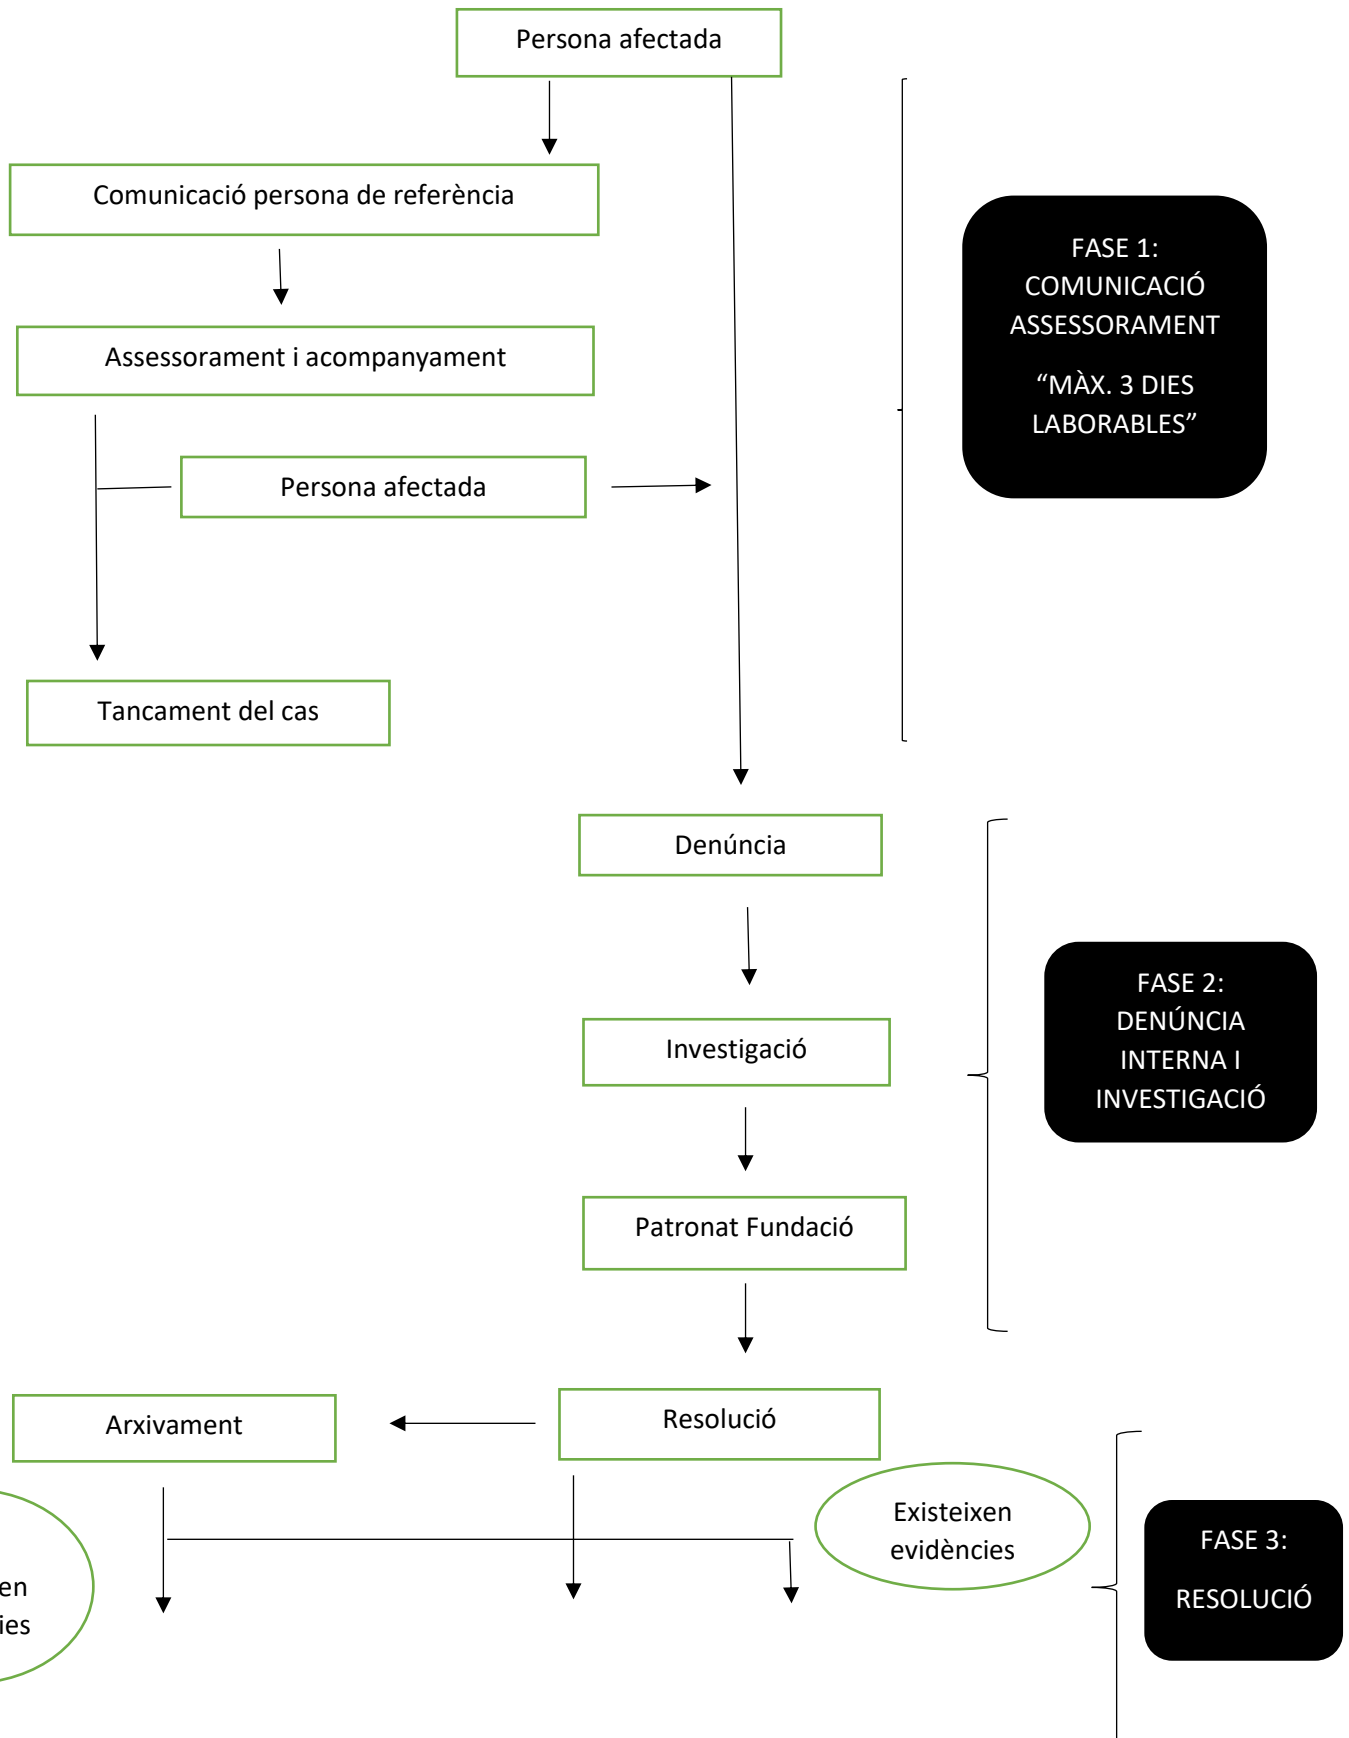 Persona afectada
Comunicació persona de referència
FASE 1:
COMUNICACIÓ
ASSESSORAMENT
“MÀX. 3 DIES
LABORABLES”
Assessorament i acompanyament
Persona afectada
Tancament del cas
Denúncia
FASE 2:
DENÚNCIA
INTERNA I
INVESTIGACIÓ
Investigació
Patronat Fundació
Resolució
Arxivament
Existeixen
evidències
FASE 3:
RESOLUCIÓ
en
ies